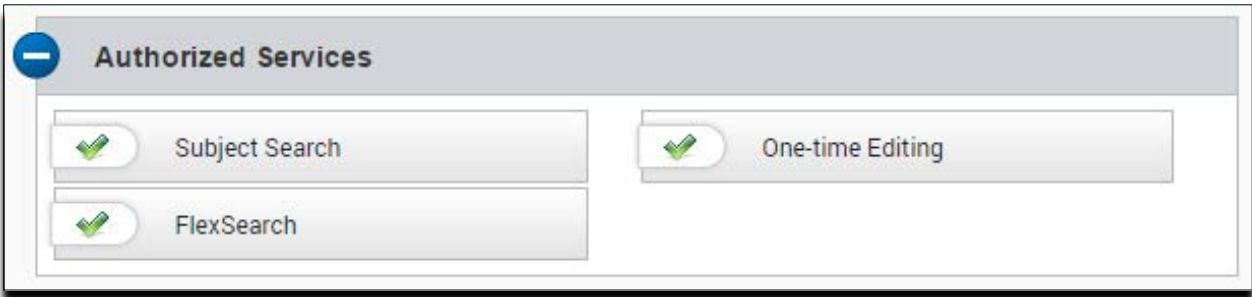 Authorized Services
Subject Search
One-time Editing
FlexSearch